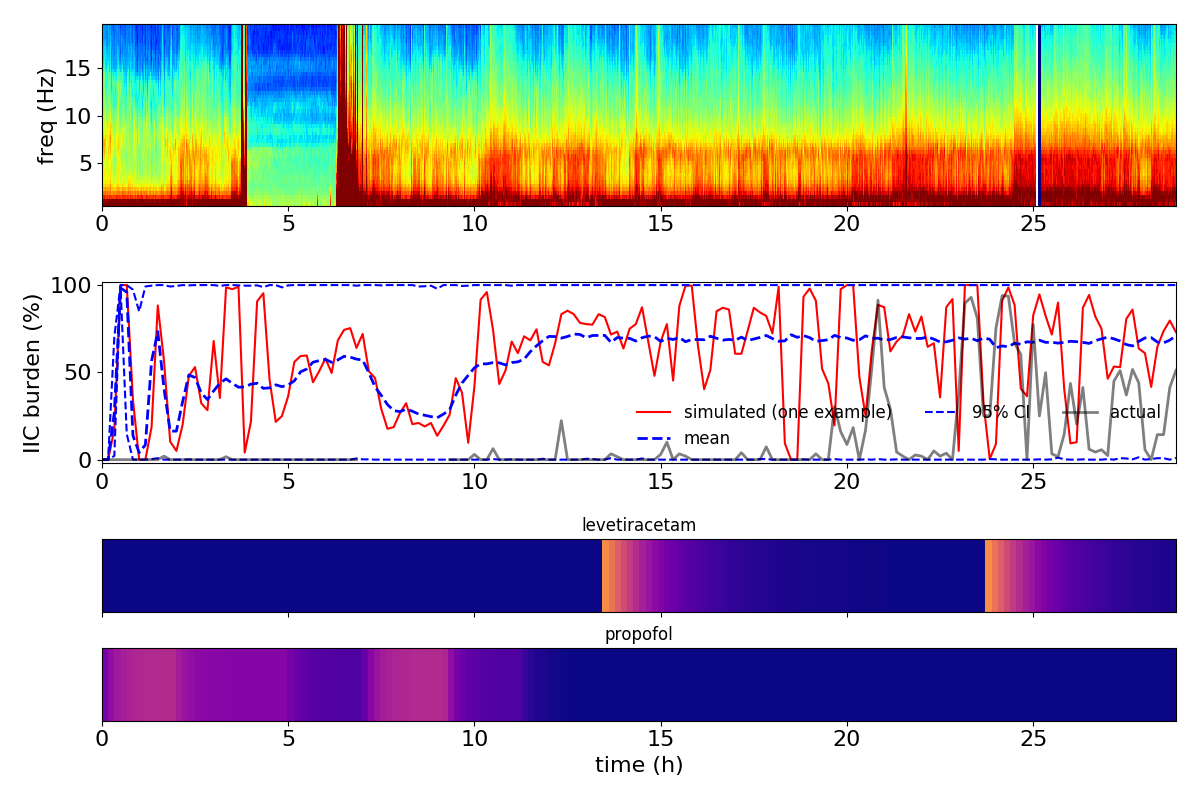 freq (Hz)
15
10
5
0 5 10 15 20 25
IIC burden (%)
100
50
0
simulated (one example) 95% CI actual
mean
0 5 10 15 20 25
levetiracetam
propofol
0 5 10 15 20 25
time (h)